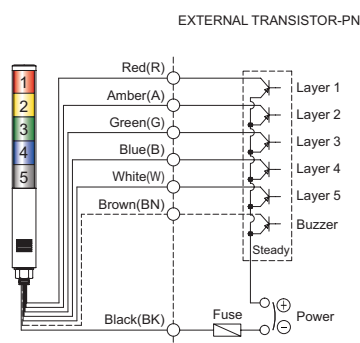 EXTERNAL TRANSISTOR-PN
Red(R)
Layer 1
Amber(A)
Layer 2
Green(G)
Layer 3
Blue(B)
Layer 4
White(W)
Layer 5
Brown(BN)
Buzzer
Steady
1
2
3
4
5
Black(BK)
Fuse
Power